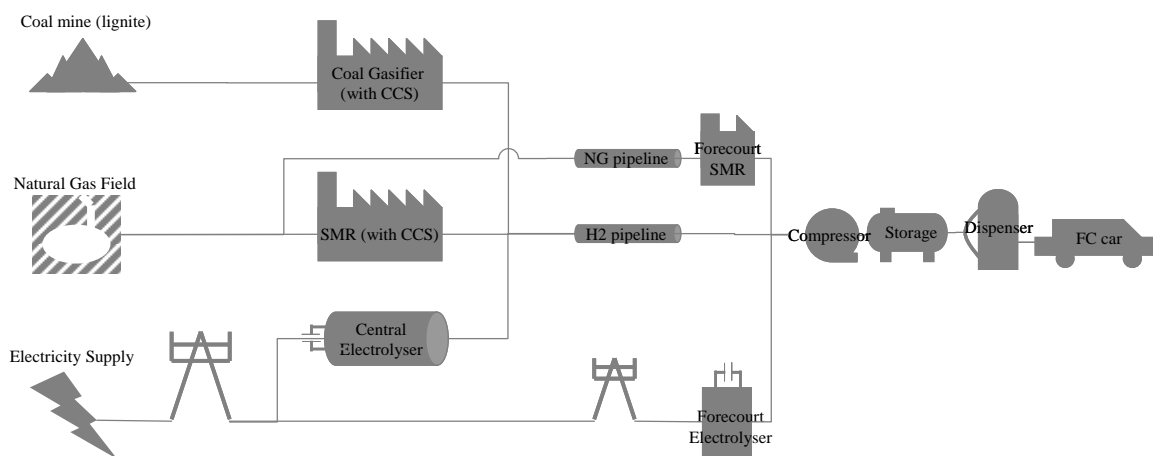 Coal mine (lignite)
Coal Gasifier
(with CCS)
NG pipeline
Forecourt
SMR
Natural Gas Field
SMR (with CCS)
H2 pipeline
Compressor
Storage
Dispenser
FC car
Central
Electrolyser
Electricity Supply
Forecourt
Electrolyser